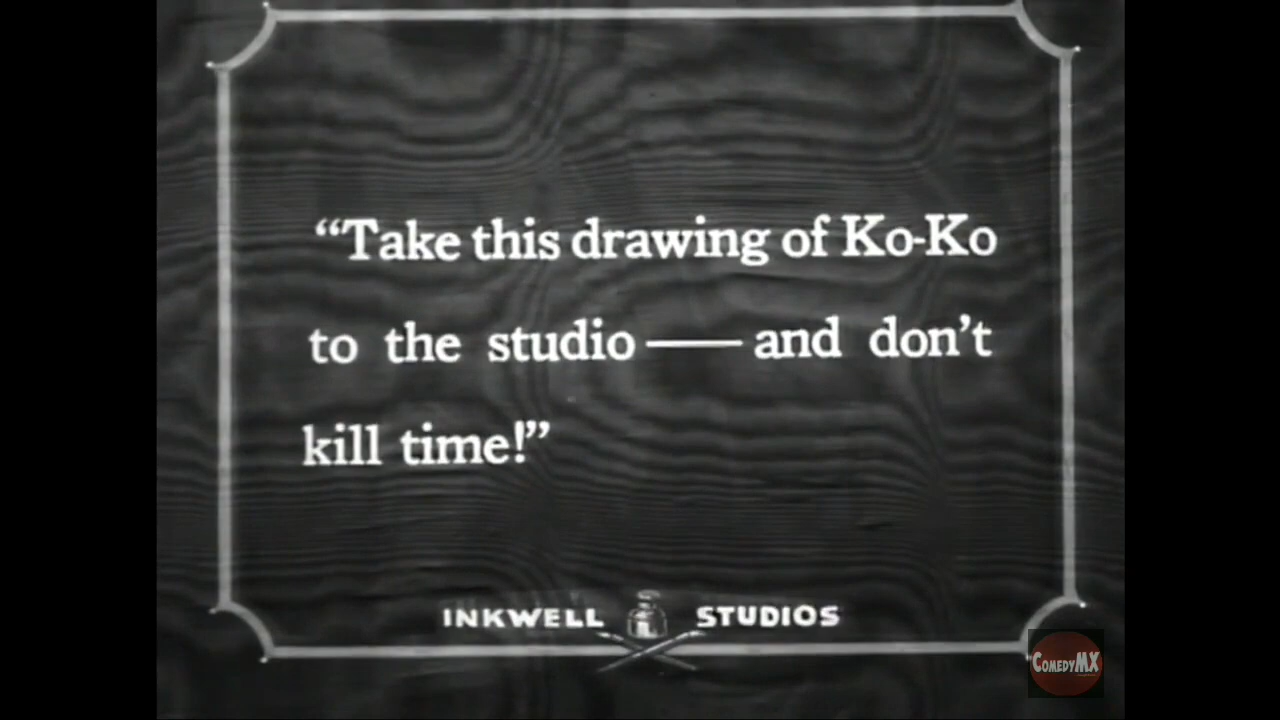 “Take this drawing of Ko-Ko
to the studio — and don’t
kill time!”
INKWELL STUDIOS
COMEDYMX